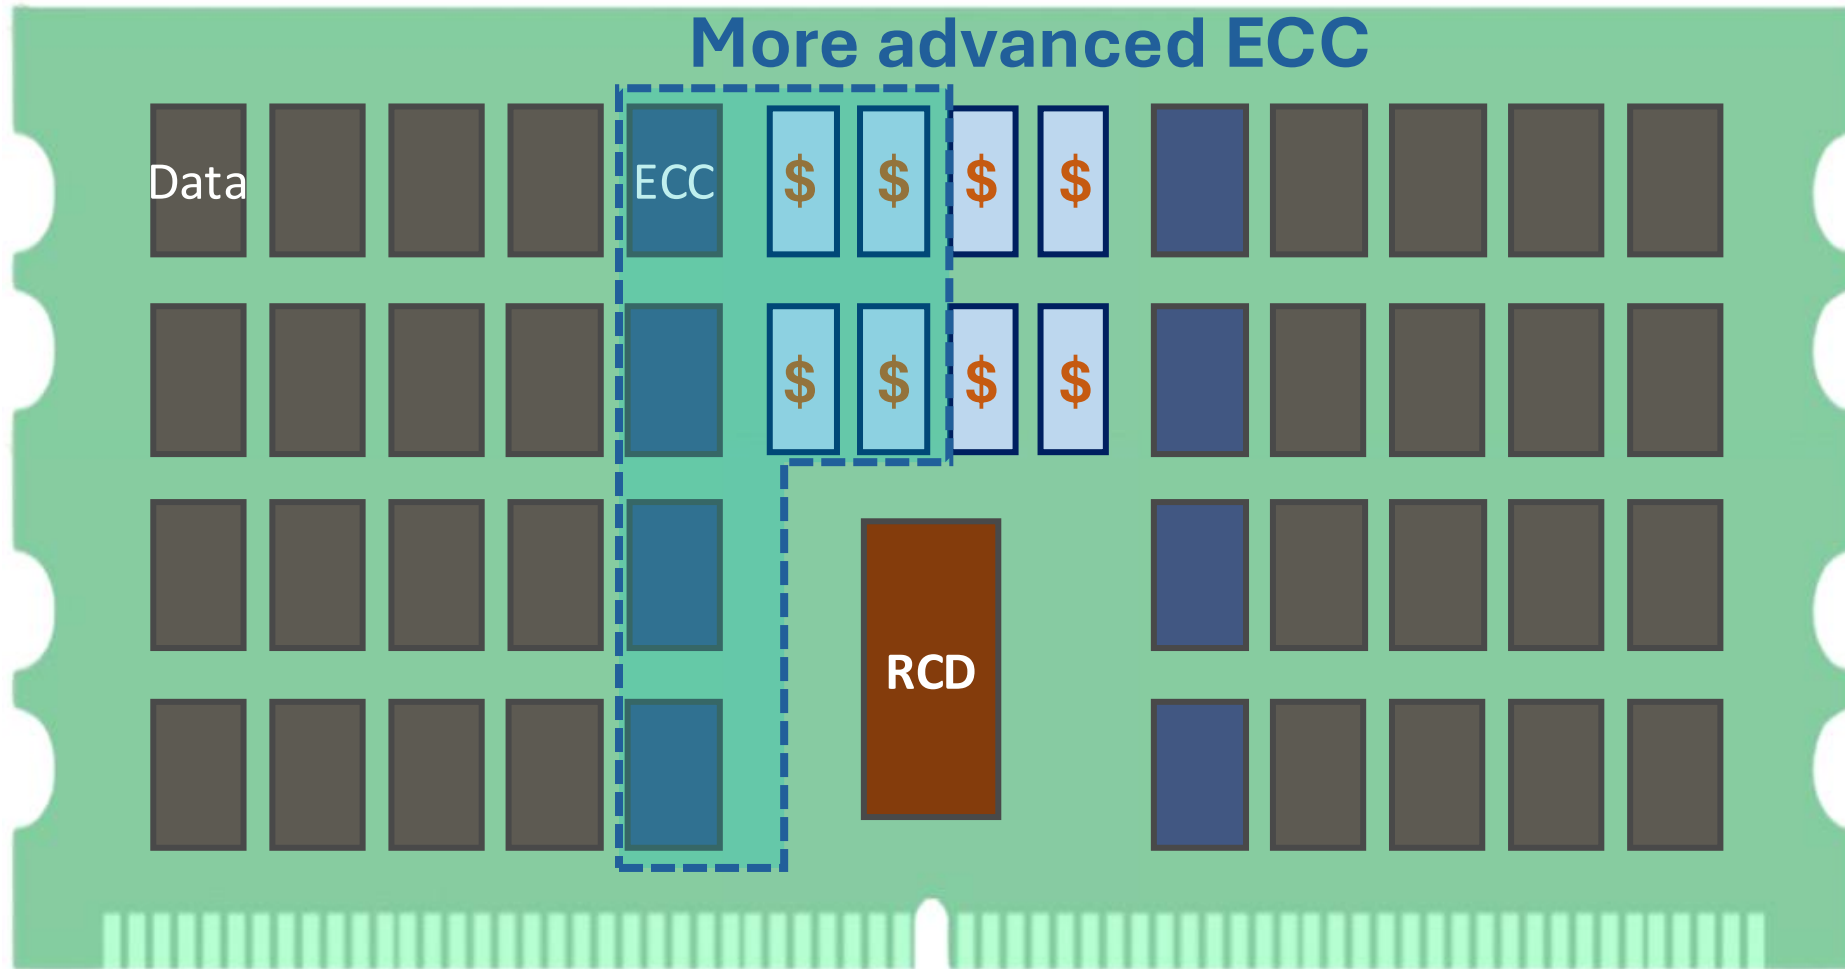 More advanced ECC
Data
ECC
$ $ $ $
$ $ $ $
RCD